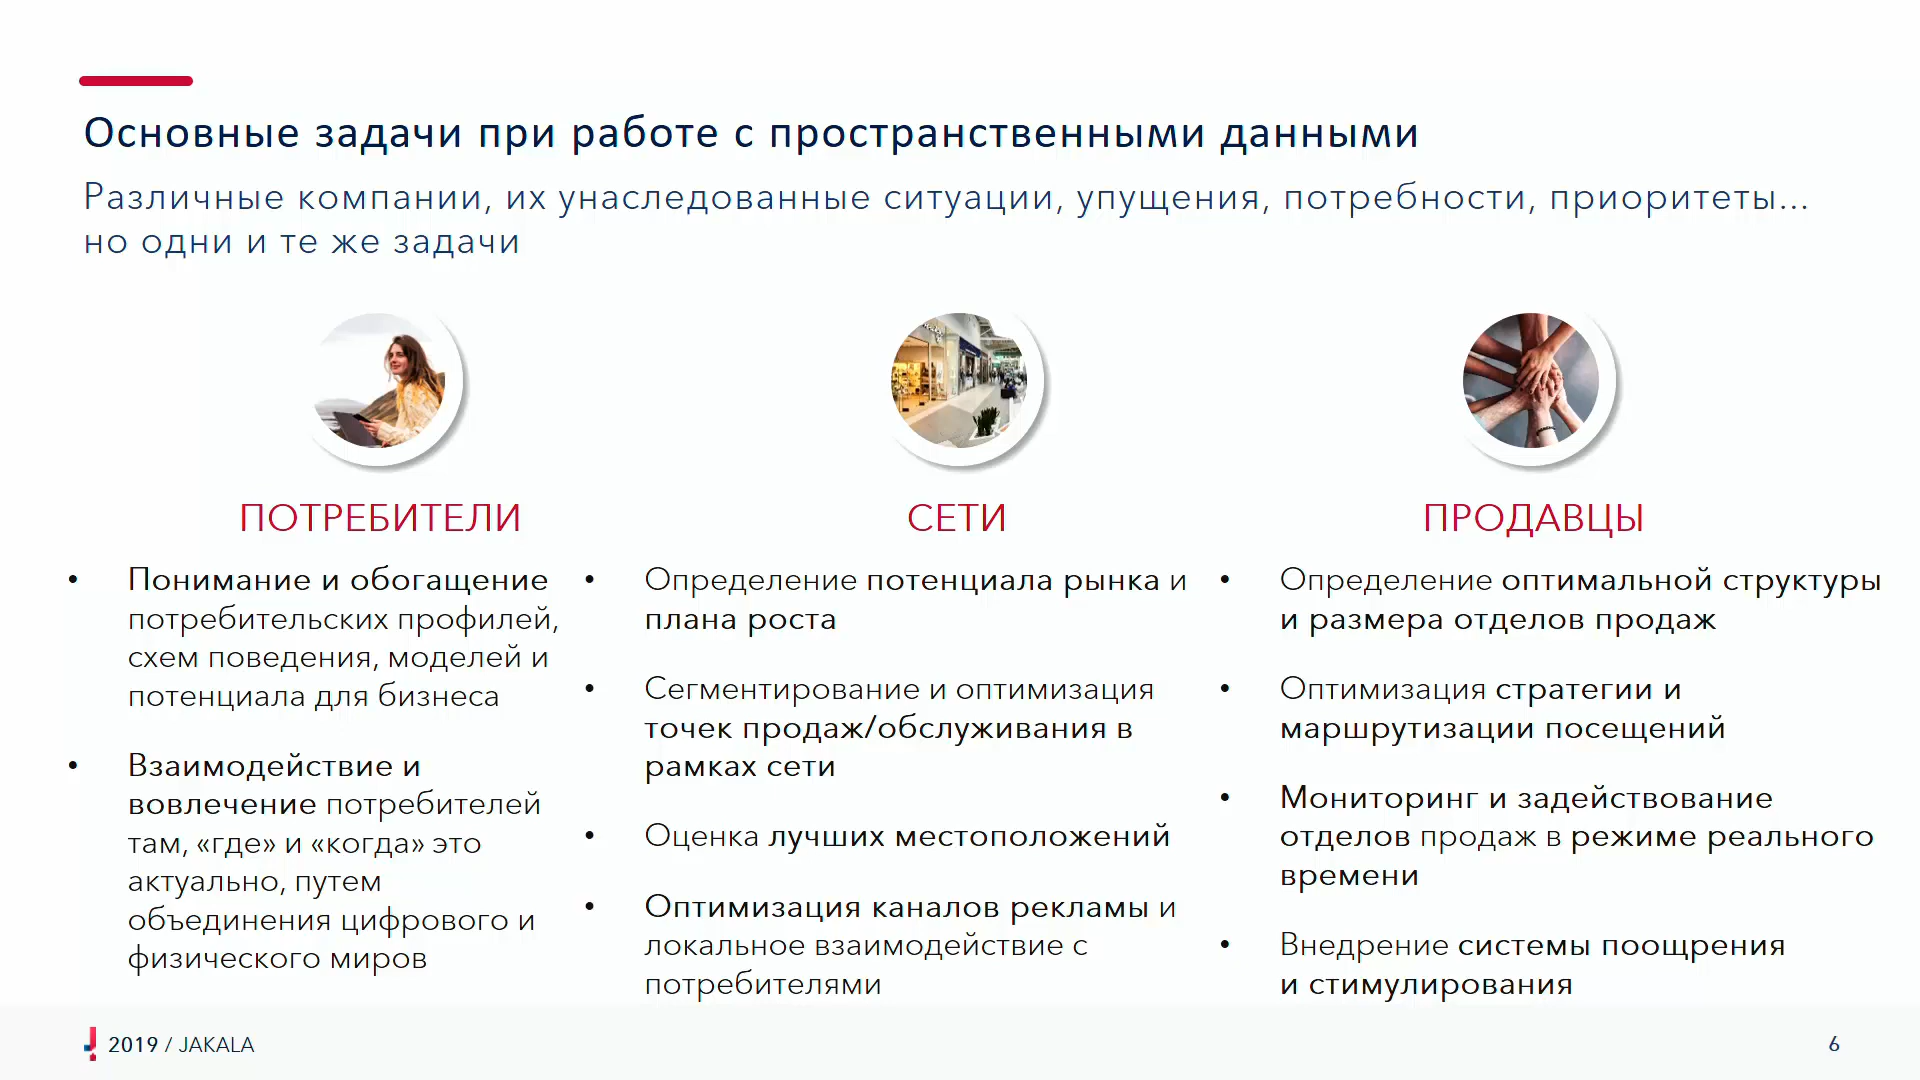 Основные задачи при работе с пространственными данными
Различные компании, их унаследованные ситуации, упущения, потребности, приоритеты...
но одни и те же задачи
ПОТРЕБИТЕЛИ
• Понимание и обогащение
потребительских профилей,
схем поведения, моделей и
потенциала для бизнеса
• Взаимодействие и
вовлечение потребителей
там, «где» и «когда» это
актуально, путем
объединения цифрового и
физического миров
СЕТИ
• Определение потенциала рынка и
плана роста
• Сегментирование и оптимизация
точек продаж/обслуживания в
рамках сети
• Оценка лучших местоположений
• Оптимизация каналов рекламы и
локальное взаимодействие с
потребителями
ПРОДАВЦЫ
• Определение оптимальной структуры
и размера отделов продаж
• Оптимизация стратегии и
маршрутизации посещений
• Мониторинг и задействование
отделов продаж в режиме реального
времени
• Внедрение системы поощрения
и стимулирования
2019 / JAKALA
6